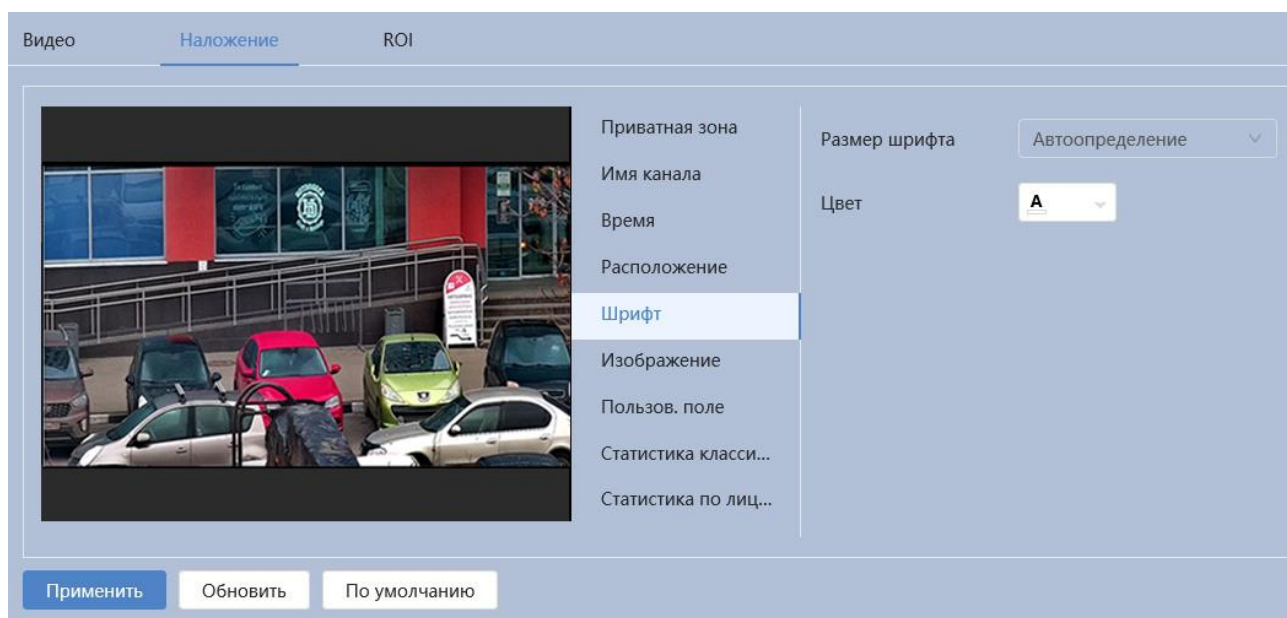 Видео
Наложение
ROI
Приватная зона
Имя канала
Время
Расположение
Шрифт
Изображение
Пользов. поле
Статистика класси...
Статистика по лиц...
Размер шрифта
Автоопределение
Цвет
A
Применить
Обновить
По умолчанию